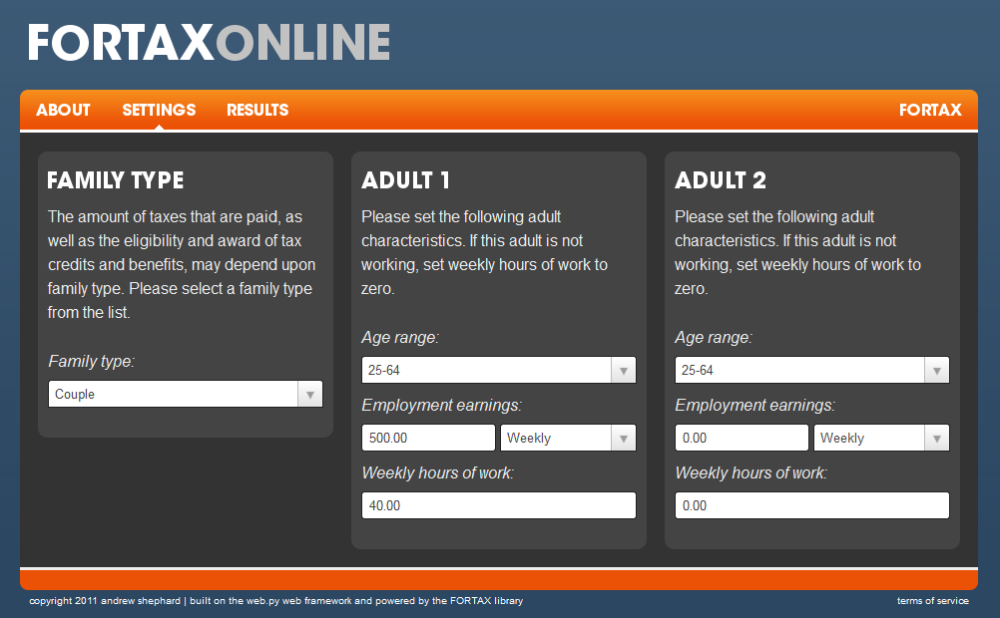 FORTAXONLINE
ABOUT SETTINGS RESULTS FORTAX
FAMILY TYPE
The amount of taxes that are paid, as
well as the eligibility and award of tax
credits and benefits, may depend upon
family type. Please select a family type
from the list.
Family type:
Couple
ADULT 1
Please set the following adult
characteristics. If this adult is not
working, set weekly hours of work to
zero.
Age range:
25-64
Employment earnings:
500.00 Weekly
Weekly hours of work:
40.00
ADULT 2
Please set the following adult
characteristics. If this adult is not
working, set weekly hours of work to
zero.
Age range:
25-64
Employment earnings:
0.00 Weekly
Weekly hours of work:
0.00
copyright 2011 andrew shephard | built on the web.py web framework and powered by the FORTAX library
terms of service